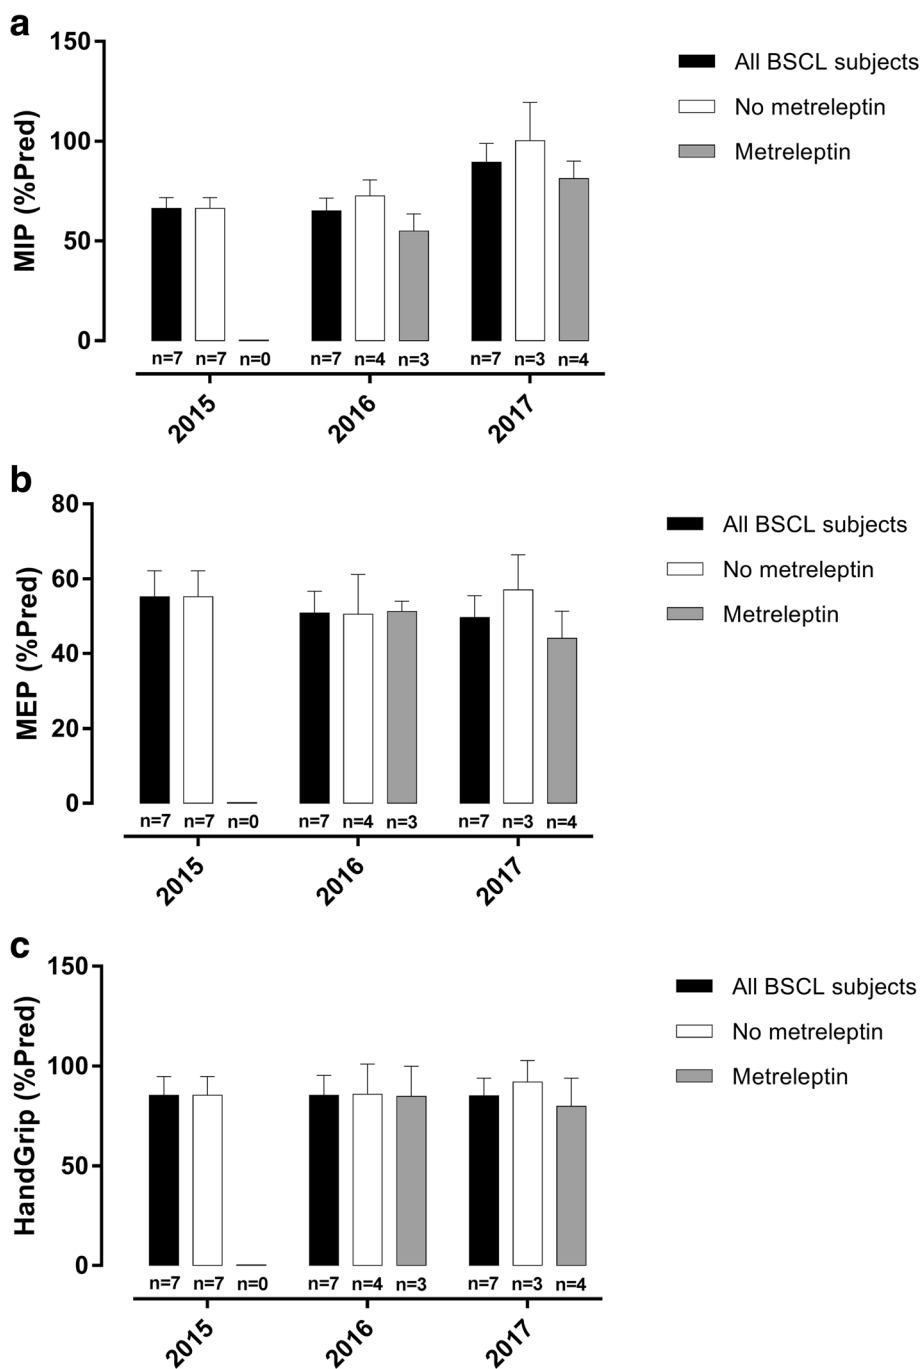 a
MIP (%Pred)
150
100
50
0
All BSCL subjects
No metreleptin
Metreleptin
n=7 n=7 n=0 n=7 n=4 n=3 n=7 n=3 n=4
2015 2016 2017
b
MEP (%Pred)
80
60
40
20
0
All BSCL subjects
No metreleptin
Metreleptin
n=7 n=7 n=0 n=7 n=4 n=3 n=7 n=3 n=4
2015 2016 2017
c
HandGrip (%Pred)
150
100
50
0
All BSCL subjects
No metreleptin
Metreleptin
n=7 n=7 n=0 n=7 n=4 n=3 n=7 n=3 n=4
2015 2016 2017